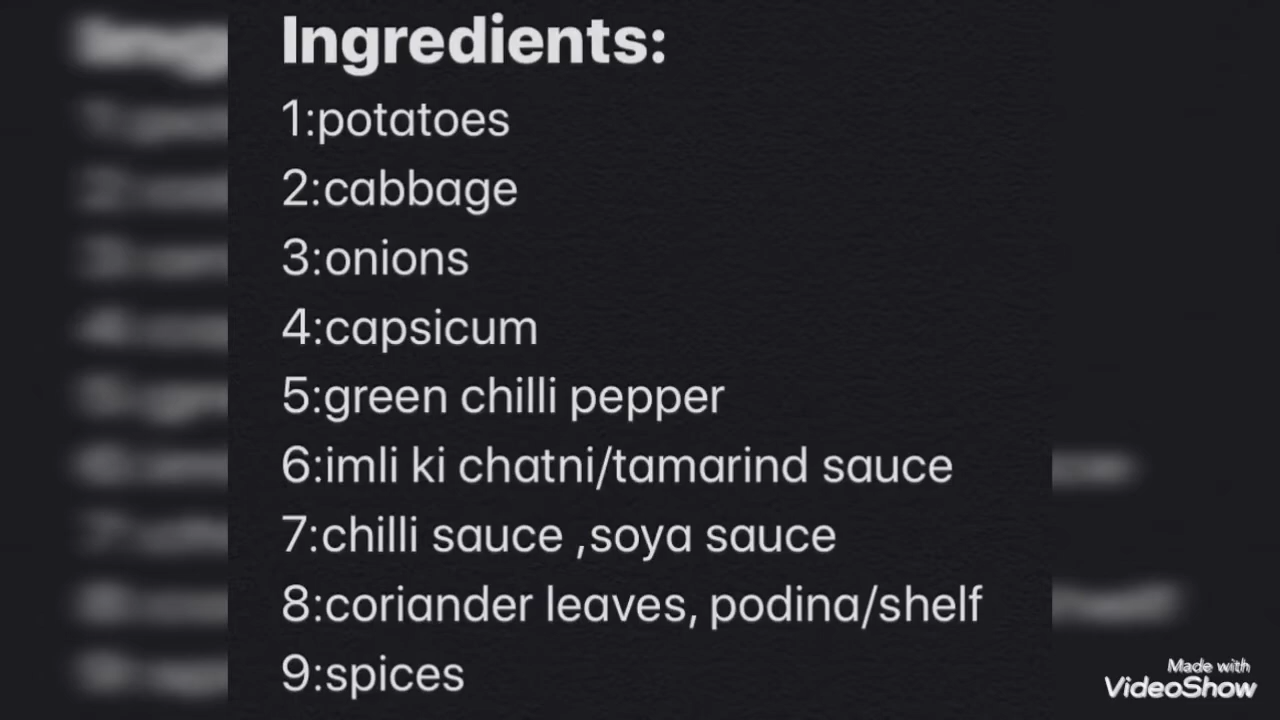 Ingredients:
1:potatoes
2:cabbage
3:onions
4:capsicum
5:green chilli pepper
6:imli ki chatni/tamarind sauce
7:chilli sauce ,soya sauce
8:coriander leaves, podina/shelf
9:spices
Made with
VideoShow